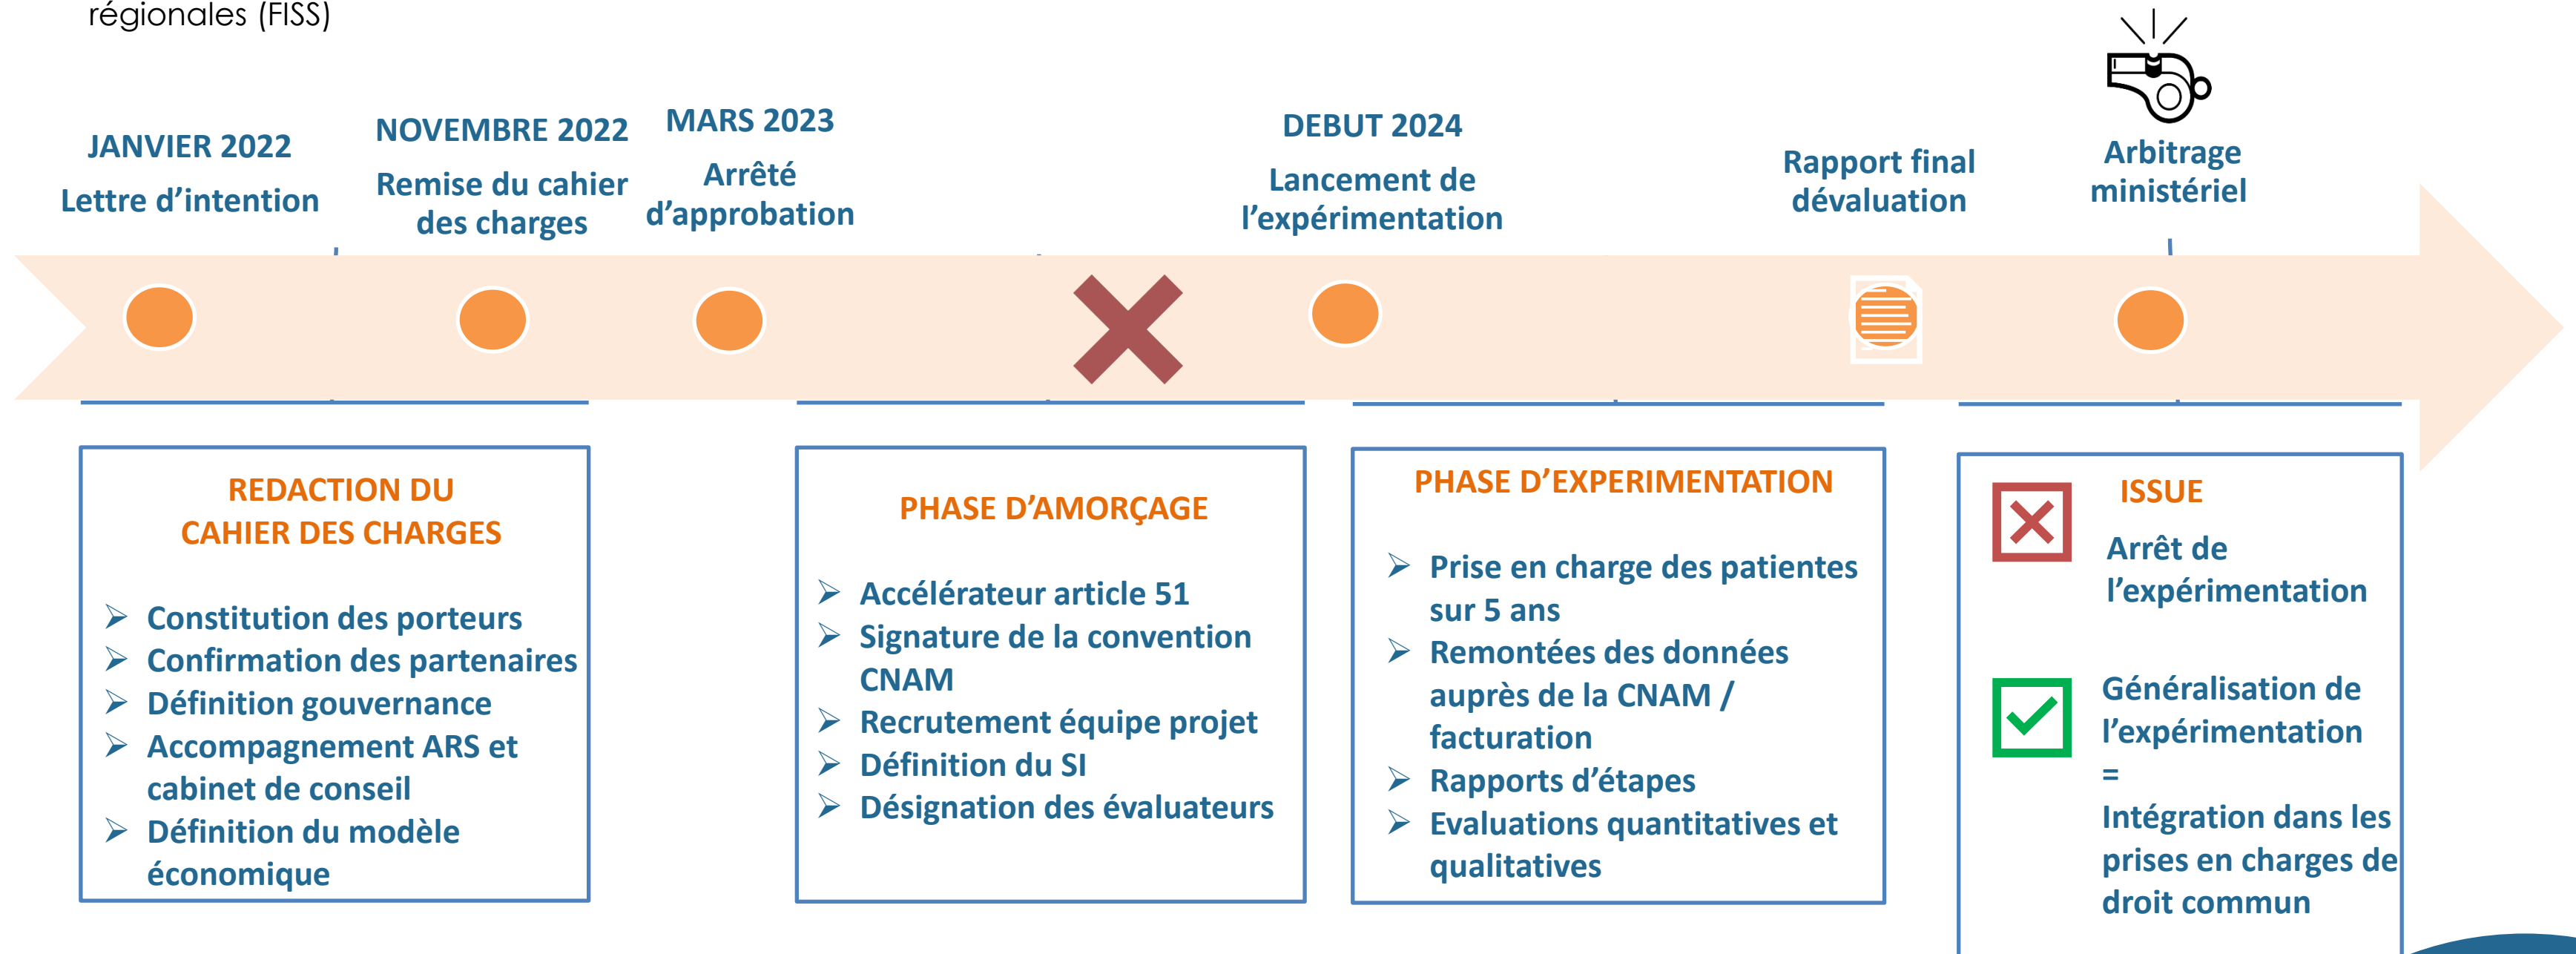 régionales (FISS)
JANVIER 2022
Lettre d’intention
NOVEMBRE 2022
Remise du cahier
des charges
MARS 2023
Arrêté
d’approbation
DEBUT 2024
Lancement de
l’expérimentation
Rapport final
dévaluation
Arbitrage
ministériel
REDACTION DU
CAHIER DES CHARGES
➢ Constitution des porteurs
➢ Confirmation des partenaires
➢ Définition gouvernance
➢ Accompagnement ARS et
cabinet de conseil
➢ Définition du modèle
économique
PHASE D’AMORÇAGE
➢ Accélérateur article 51
➢ Signature de la convention
CNAM
➢ Recrutement équipe projet
➢ Définition du SI
➢ Désignation des évaluateurs
PHASE D’EXPERIMENTATION
➢ Prise en charge des patientes
sur 5 ans
➢ Remontées des données
auprès de la CNAM /
facturation
➢ Rapports d’étapes
➢ Evaluations quantitatives et
qualitatives
ISSUE
Arrêt de
l’expérimentation
Généralisation de
l’expérimentation
=
Intégration dans les
prises en charges de
droit commun